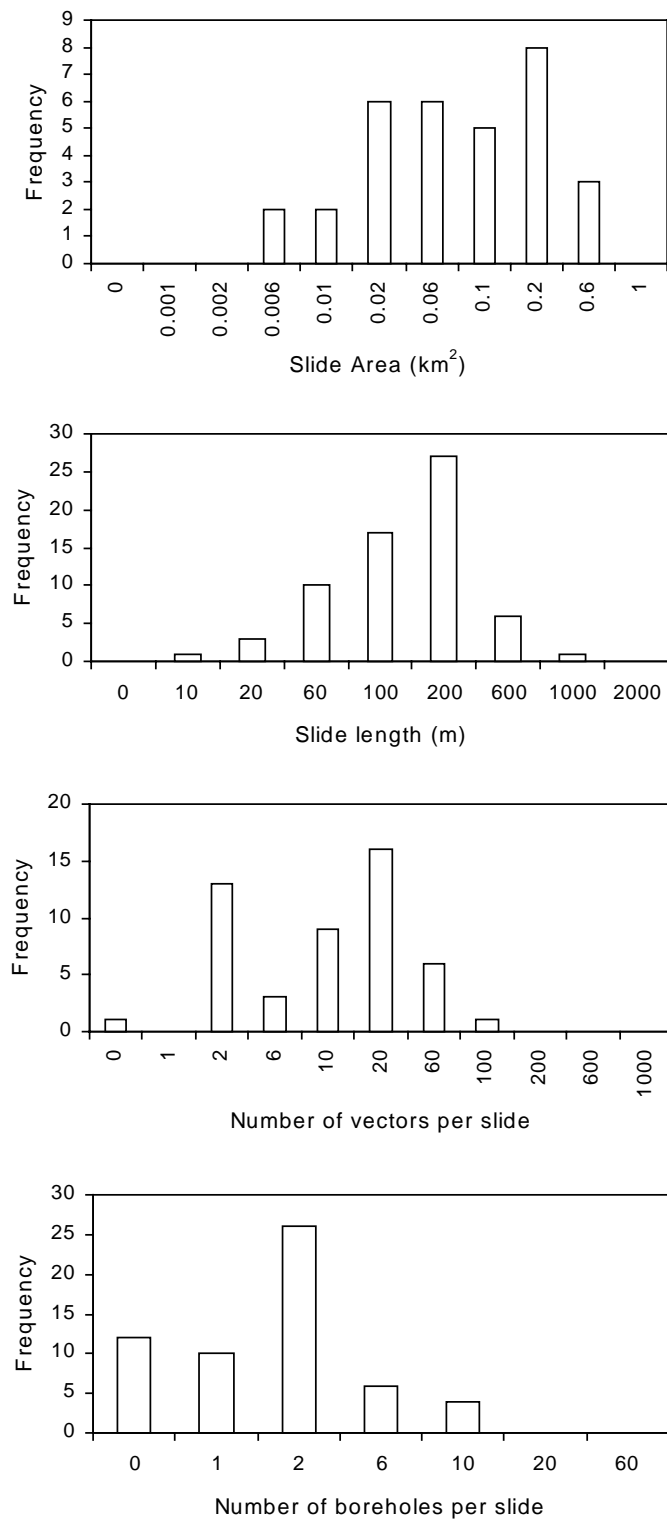 9
8
7
6
5
4
3
2
1
0
Frequency
0 0.001 0.002 0.006 0.01 0.02 0.06 0.1 0.2 0.6 1
Slide Area (km²)
30
25
20
15
10
5
0
Frequency
0 10 20 60 100 200 600 1000 2000
Slide length (m)
20
15
10
5
0
Frequency
0 1 2 6 10 20 60 100 200 600 1000
Number of vectors per slide
30
25
20
15
10
5
0
Frequency
0 1 2 6 10 20 60
Number of boreholes per slide